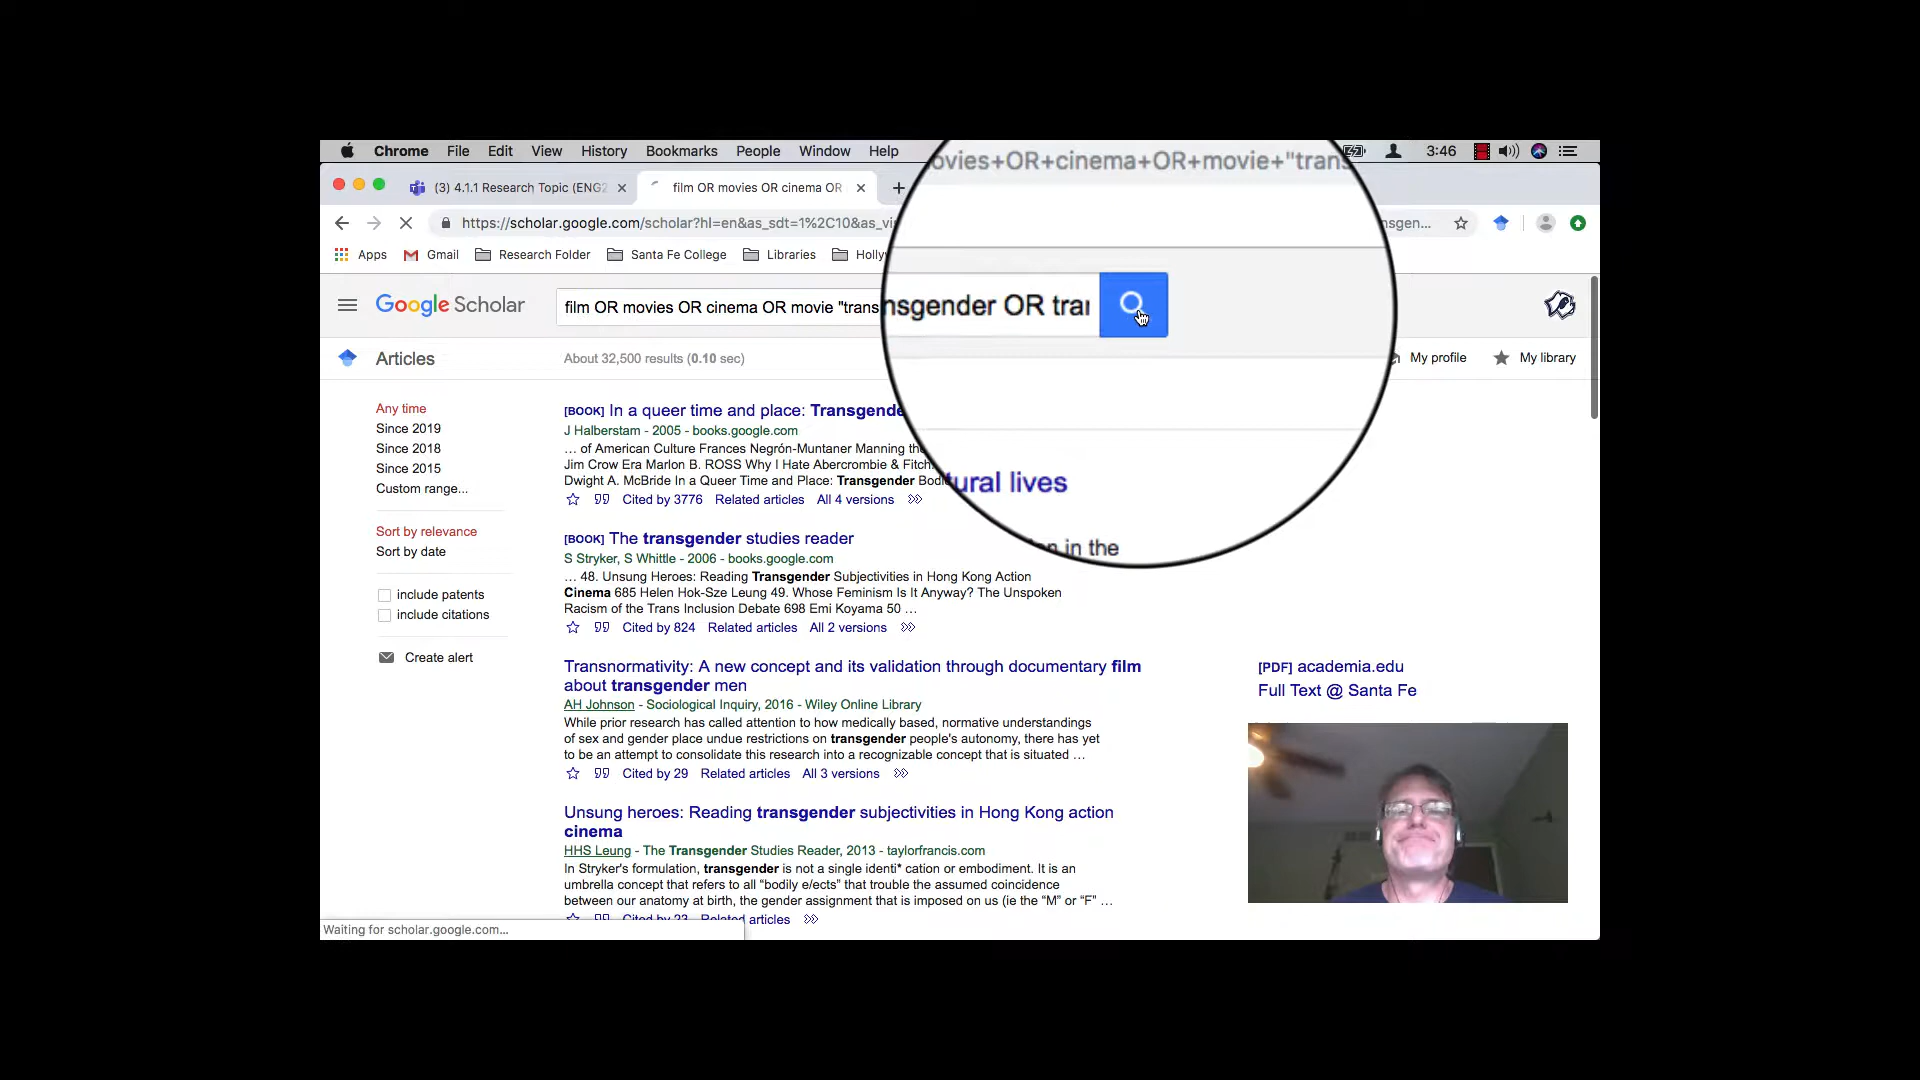 Chrome File Edit View History Bookmarks People Window Help 3:46
ovies+OR+cinema+OR+movie+"trans
(3) 4.1.1 Research Topic (ENG2
film OR movies OR cinema OR
https://scholar.google.com/scholar?hl=en&as_sdt=1%2C10&as_vi
nsgen...
Apps Gmail Research Folder Santa Fe College Libraries Holly
Google Scholar
film OR movies OR cinema OR movie "trans
nsgender OR trar
Articles
About 32,500 results (0.10 sec)
My profile My library
Any time
Since 2019
Since 2018
Since 2015
Custom range...
Sort by relevance
Sort by date
include patents
include citations
Create alert
[BOOK] In a queer time and place: Transgende
J Halberstam - 2005 - books.google.com
… of American Culture Frances Negrón-Muntaner Manning the
Jim Crow Era Marlon B. ROSS Why I Hate Abercrombie & Fitch:
Dwight A. McBride In a Queer Time and Place: Transgender Bodi
Cited by 3776 Related articles All 4 versions
tural lives
in the
[BOOK] The transgender studies reader
S Stryker, S Whittle - 2006 - books.google.com
… 48. Unsung Heroes: Reading Transgender Subjectivities in Hong Kong Action
Cinema 685 Helen Hok-Sze Leung 49. Whose Feminism Is It Anyway? The Unspoken
Racism of the Trans Inclusion Debate 698 Emi Koyama 50 …
Cited by 824 Related articles All 2 versions
Transnormativity: A new concept and its validation through documentary film
about transgender men
AH Johnson - Sociological Inquiry, 2016 - Wiley Online Library
While prior research has called attention to how medically based, normative understandings
of sex and gender place undue restrictions on transgender people's autonomy, there has yet
to be an attempt to consolidate this research into a recognizable concept that is situated …
Cited by 29 Related articles All 3 versions
[PDF] academia.edu
Full Text @ Santa Fe
Unsung heroes: Reading transgender subjectivities in Hong Kong action
cinema
HHS Leung - The Transgender Studies Reader, 2013 - taylorfrancis.com
In Stryker's formulation, transgender is not a single identi* cation or embodiment. It is an
umbrella concept that refers to all “bodily e/ects” that trouble the assumed coincidence
between our anatomy at birth, the gender assignment that is imposed on us (ie the “M” or “F” …
Cited by 23 Related articles
Waiting for scholar.google.com...